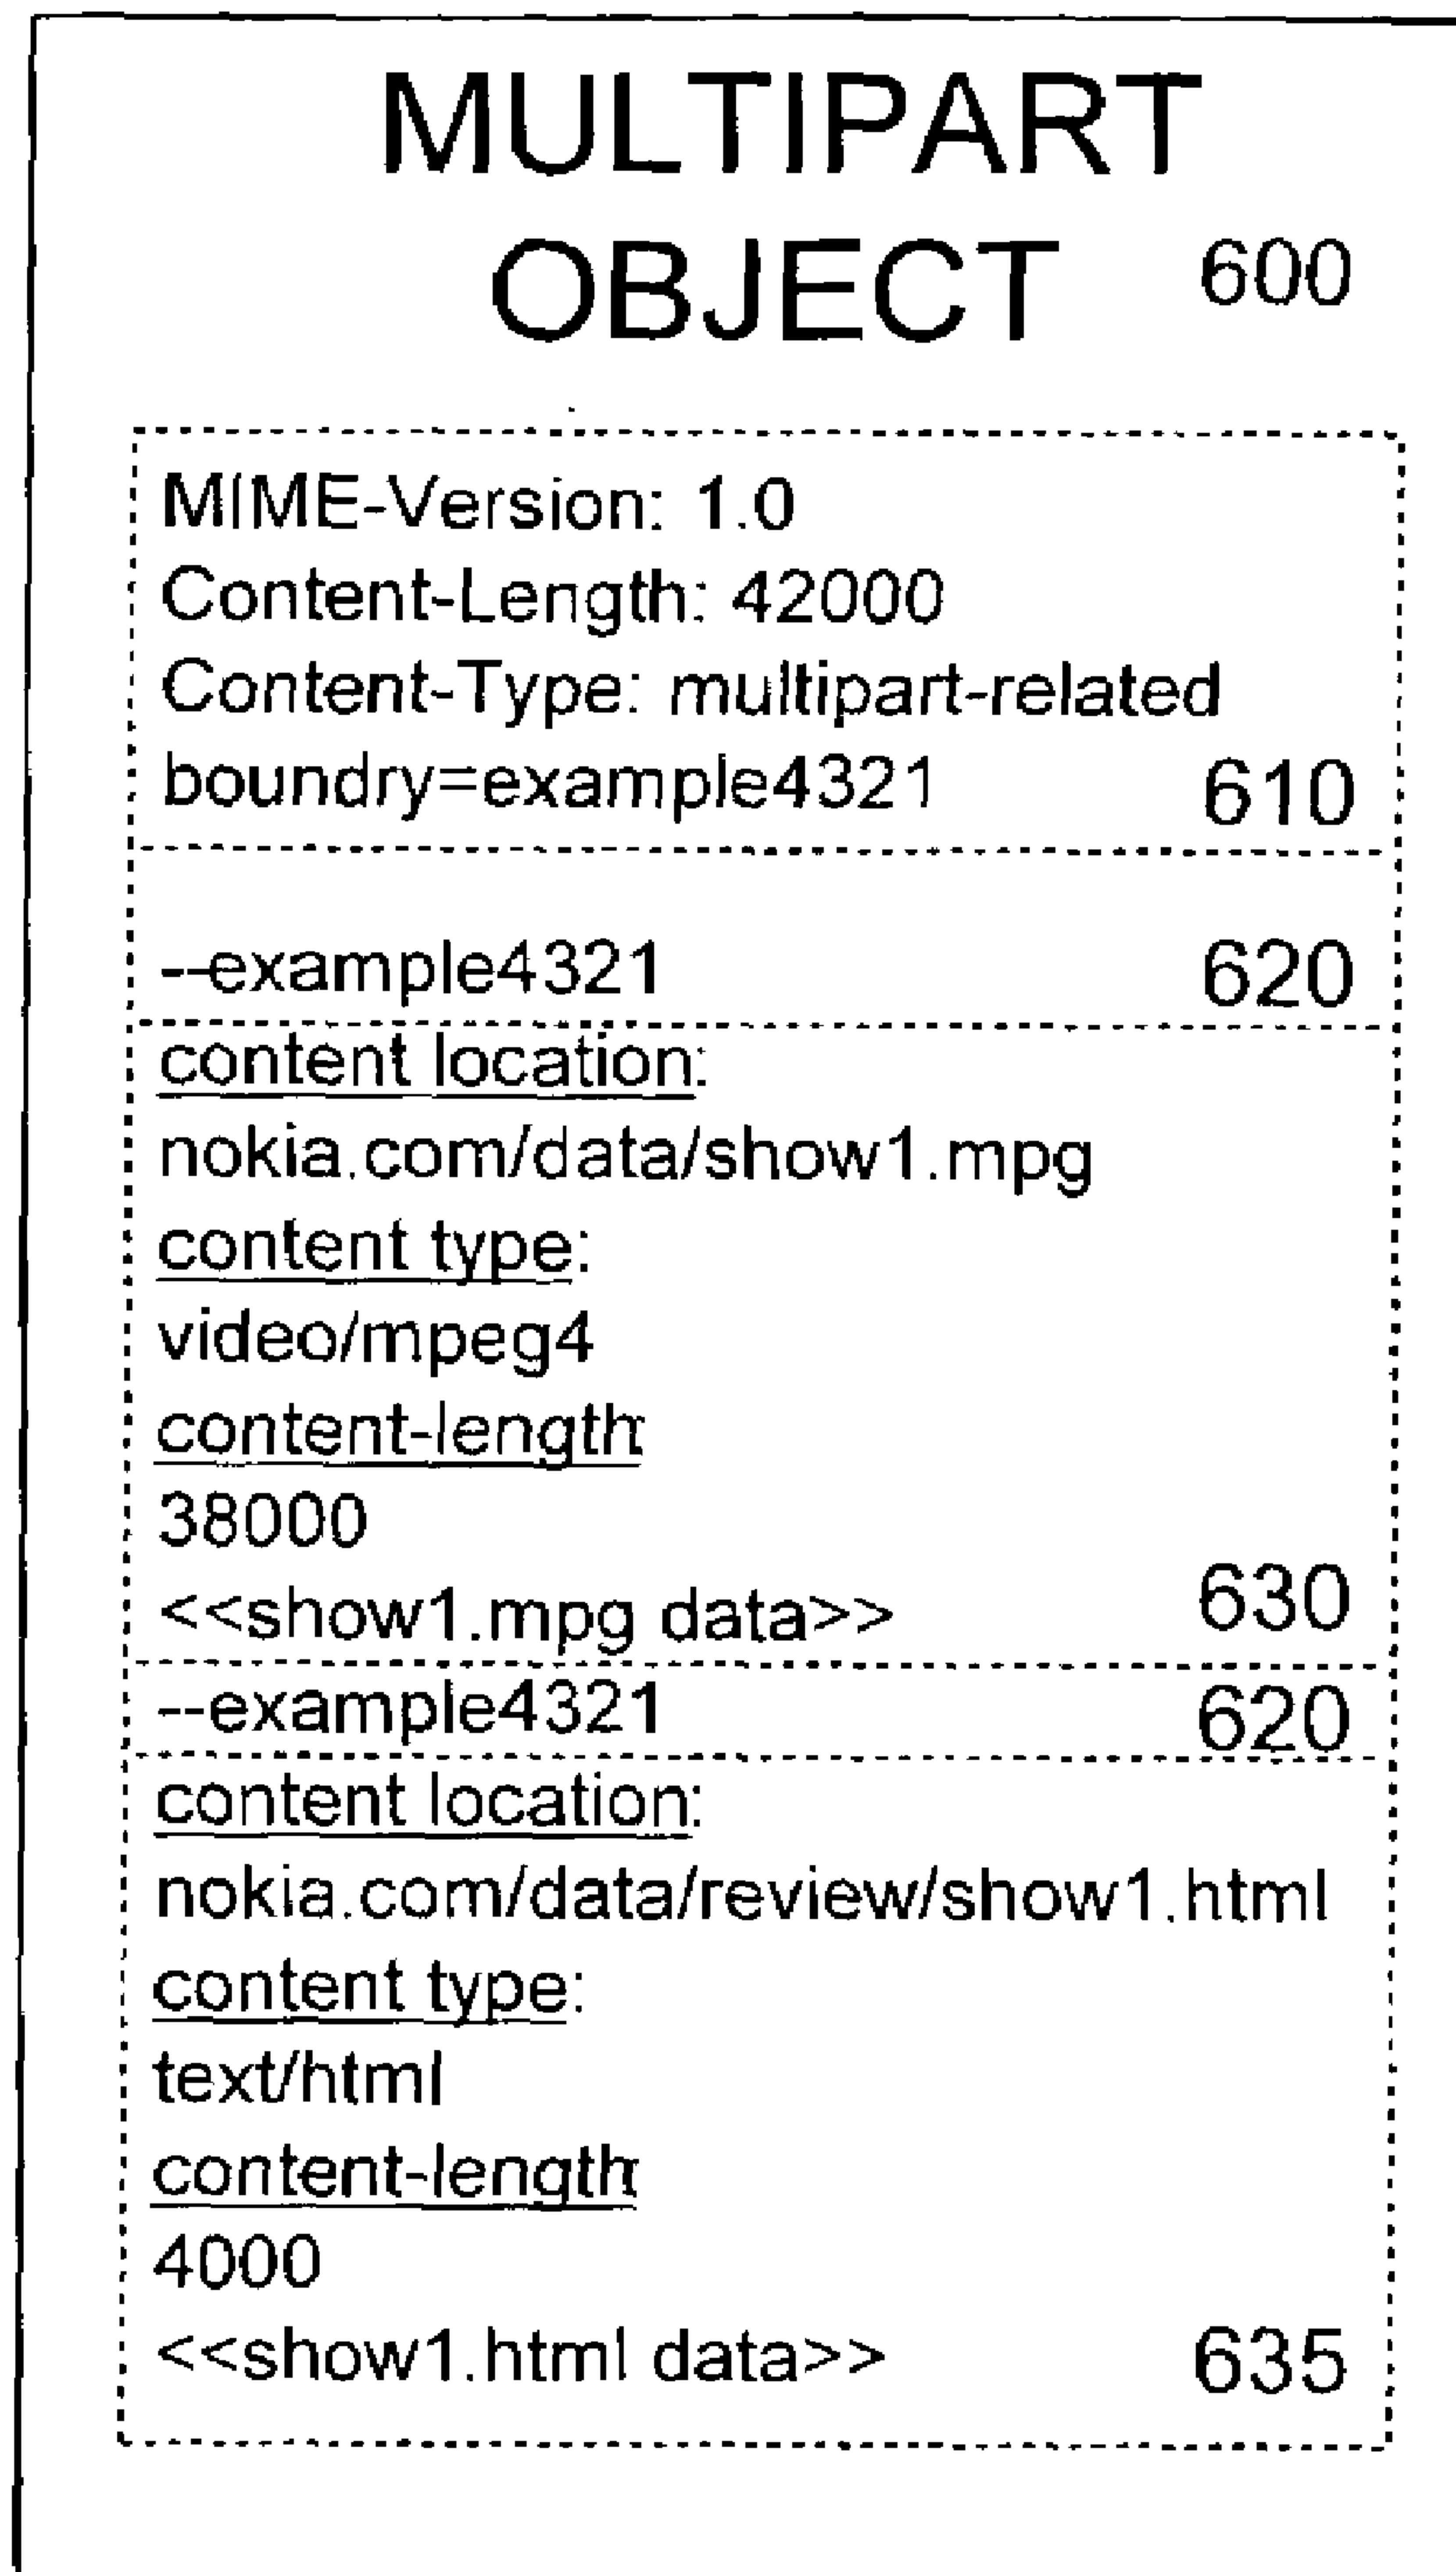 MULTIPART
OBJECT 600
MIME-Version: 1.0
Content-Length: 42000
Content-Type: multipart-related
boundry=example4321 610
--example4321 620
content location:
nokia.com/data/show1.mpg
content type:
video/mpeg4
content-length:
38000
<<show1.mpg data>> 630
--example4321 620
content location:
nokia.com/data/review/show1.html
content type:
text/html
content-length:
4000
<<show1.html data>> 635